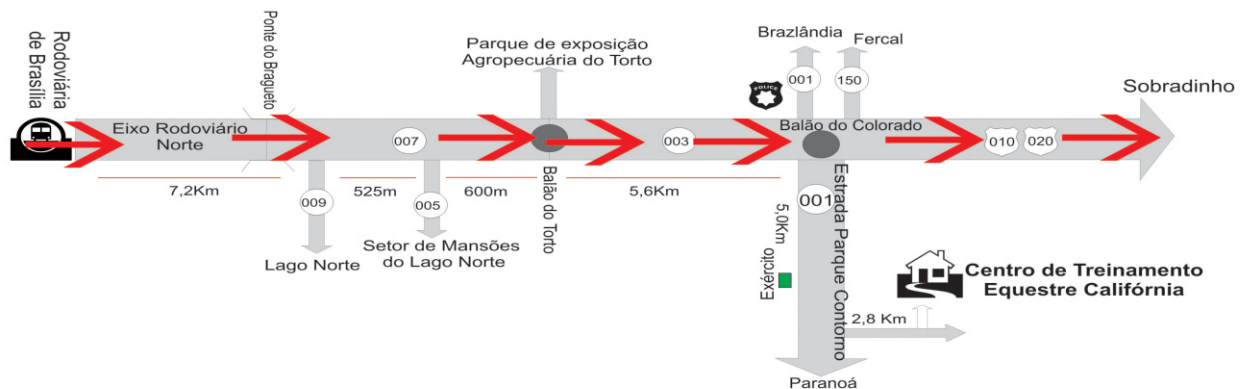 Rodoviária
de Brasília
Eixo Rodoviário
Norte
7,2Km
Ponte do Bragueto
009
Lago Norte
525m
007
005
Setor de Mansões
do Lago Norte
600m
Parque de exposição
Agropecuária do Torto
Balão do Torto
5,6Km
003
POLICE
Brazlândia
001
Fercal
150
Balão do Colorado
010
020
Sobradinho
001
Estrada Parque Contorno
5,0Km
Exército
Paranoá
2,8 Km
Centro de Treinamento
Equestre Califórnia